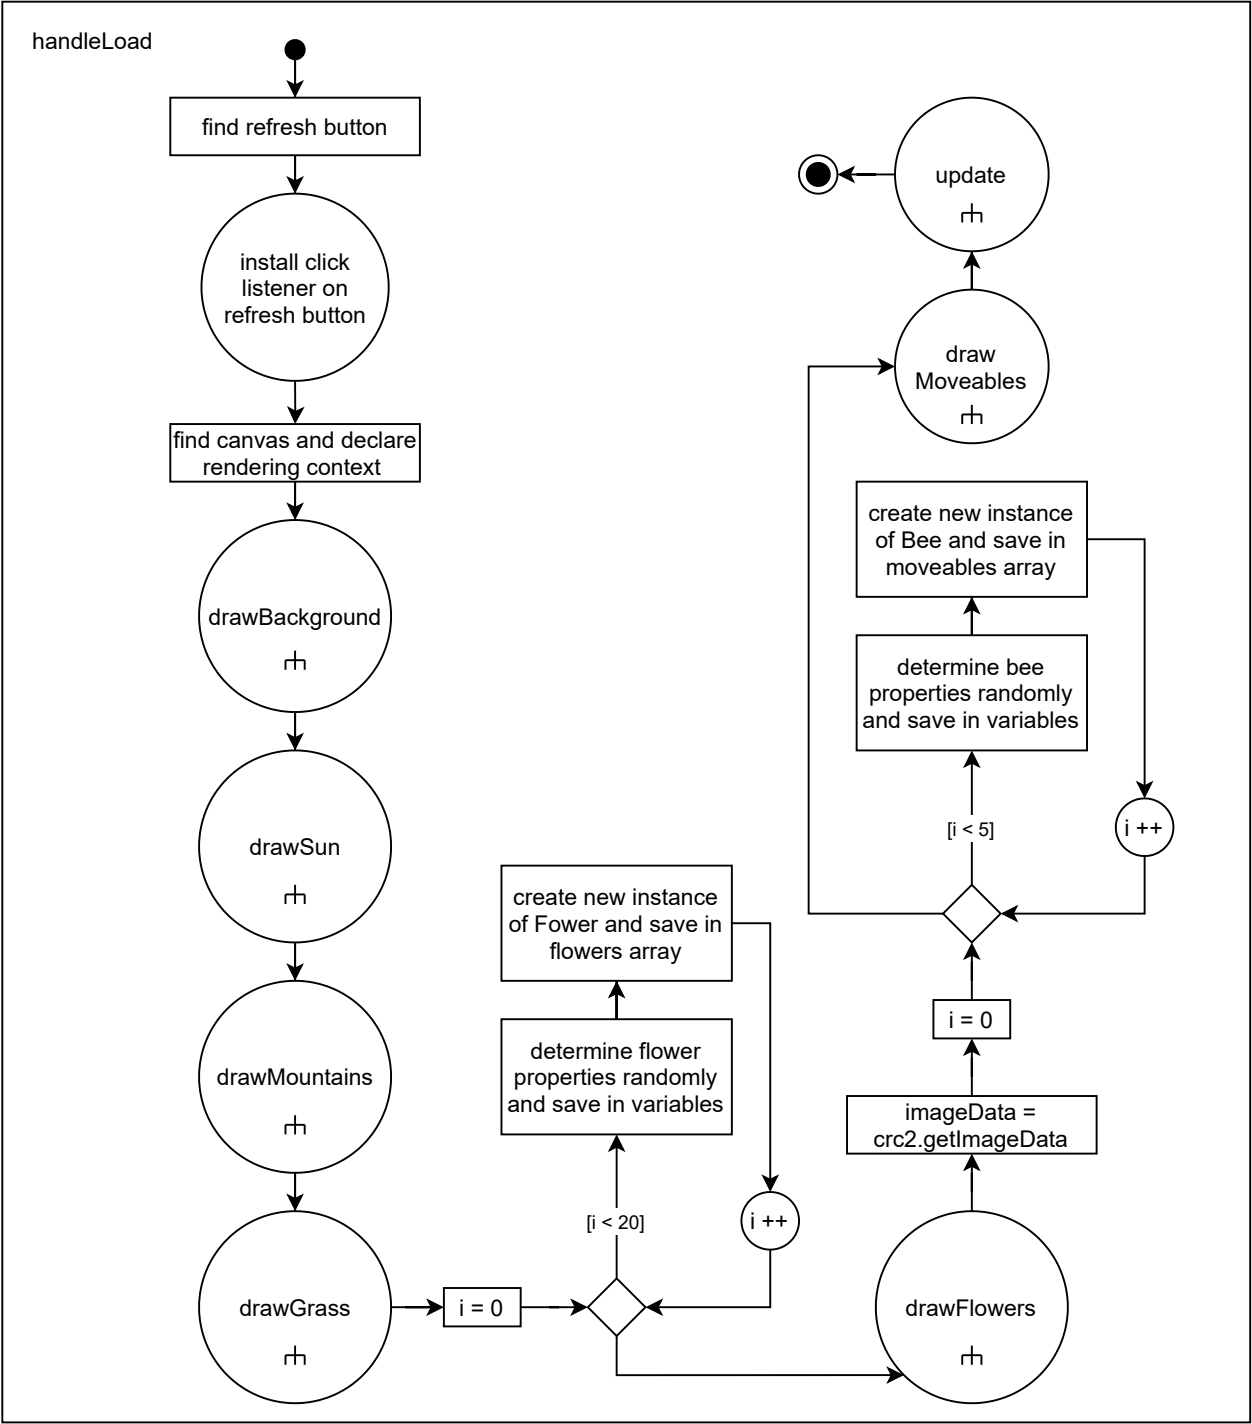 handleLoad
find refresh button
install click
listener on
refresh button
find canvas and declare
rendering context
drawBackground
drawSun
drawMountains
drawGrass
i = 0
[i < 20]
determine flower
properties randomly
and save in variables
create new instance
of Fower and save in
flowers array
i ++
drawFlowers
imageData =
crc2.getImageData
i = 0
[i < 5]
determine bee
properties randomly
and save in variables
create new instance
of Bee and save in
moveables array
i ++
draw
Moveables
update